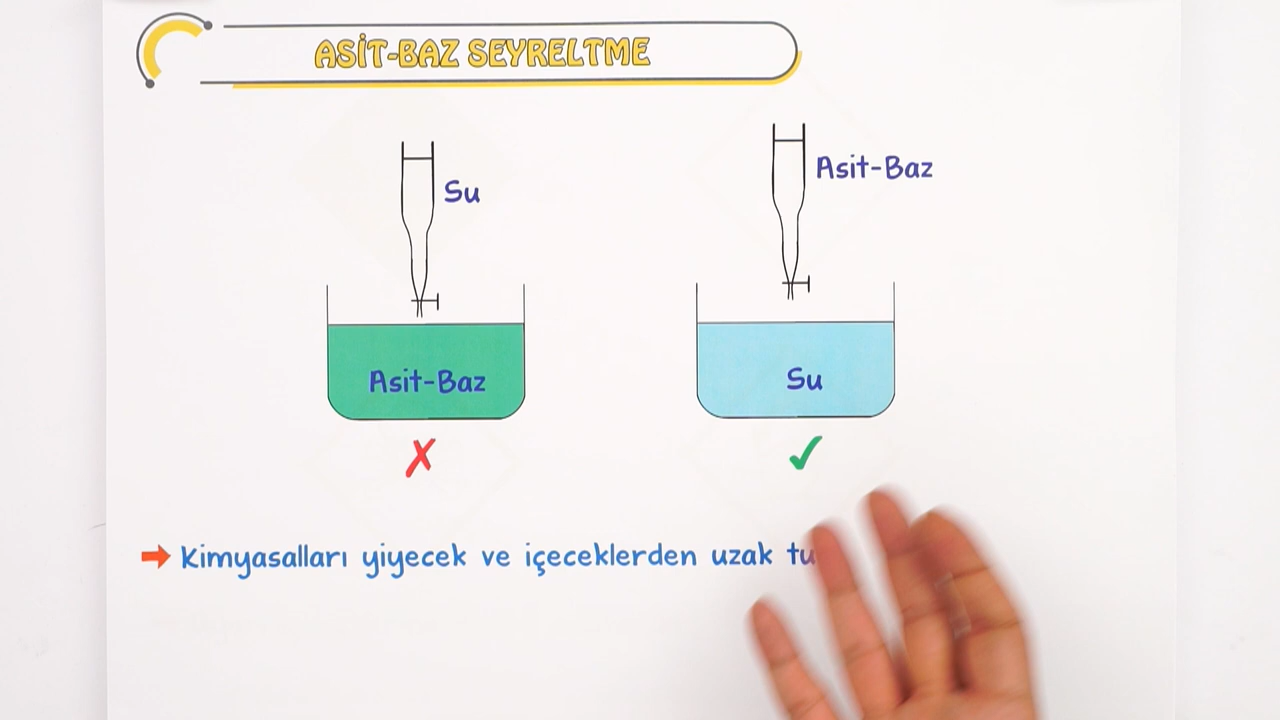 ASİT-BAZ SEYRELTME
Su
Asit-Baz
Asit-Baz
Su
Kimyasalları yiyecek ve içeceklerden uzak